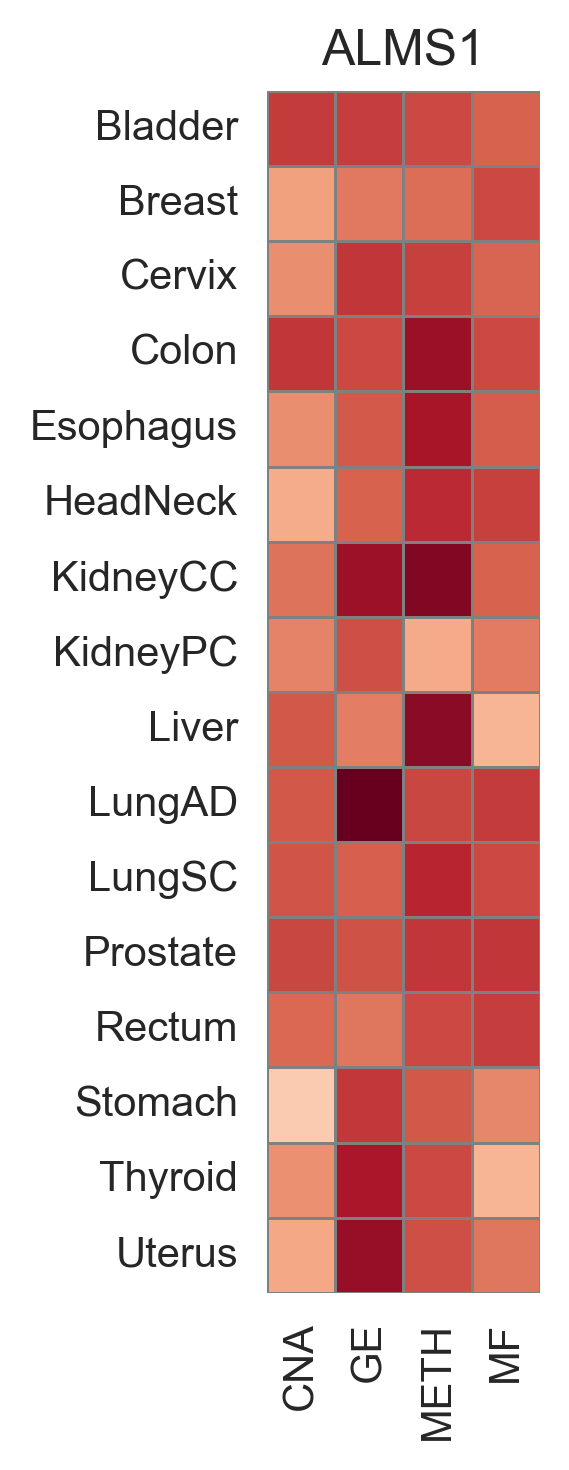 ALMS1
Bladder
Breast
Cervix
Colon
Esophagus
HeadNeck
KidneyCC
KidneyPC
Liver
LungAD
LungSC
Prostate
Rectum
Stomach
Thyroid
Uterus
CNA
GE
METH
MF